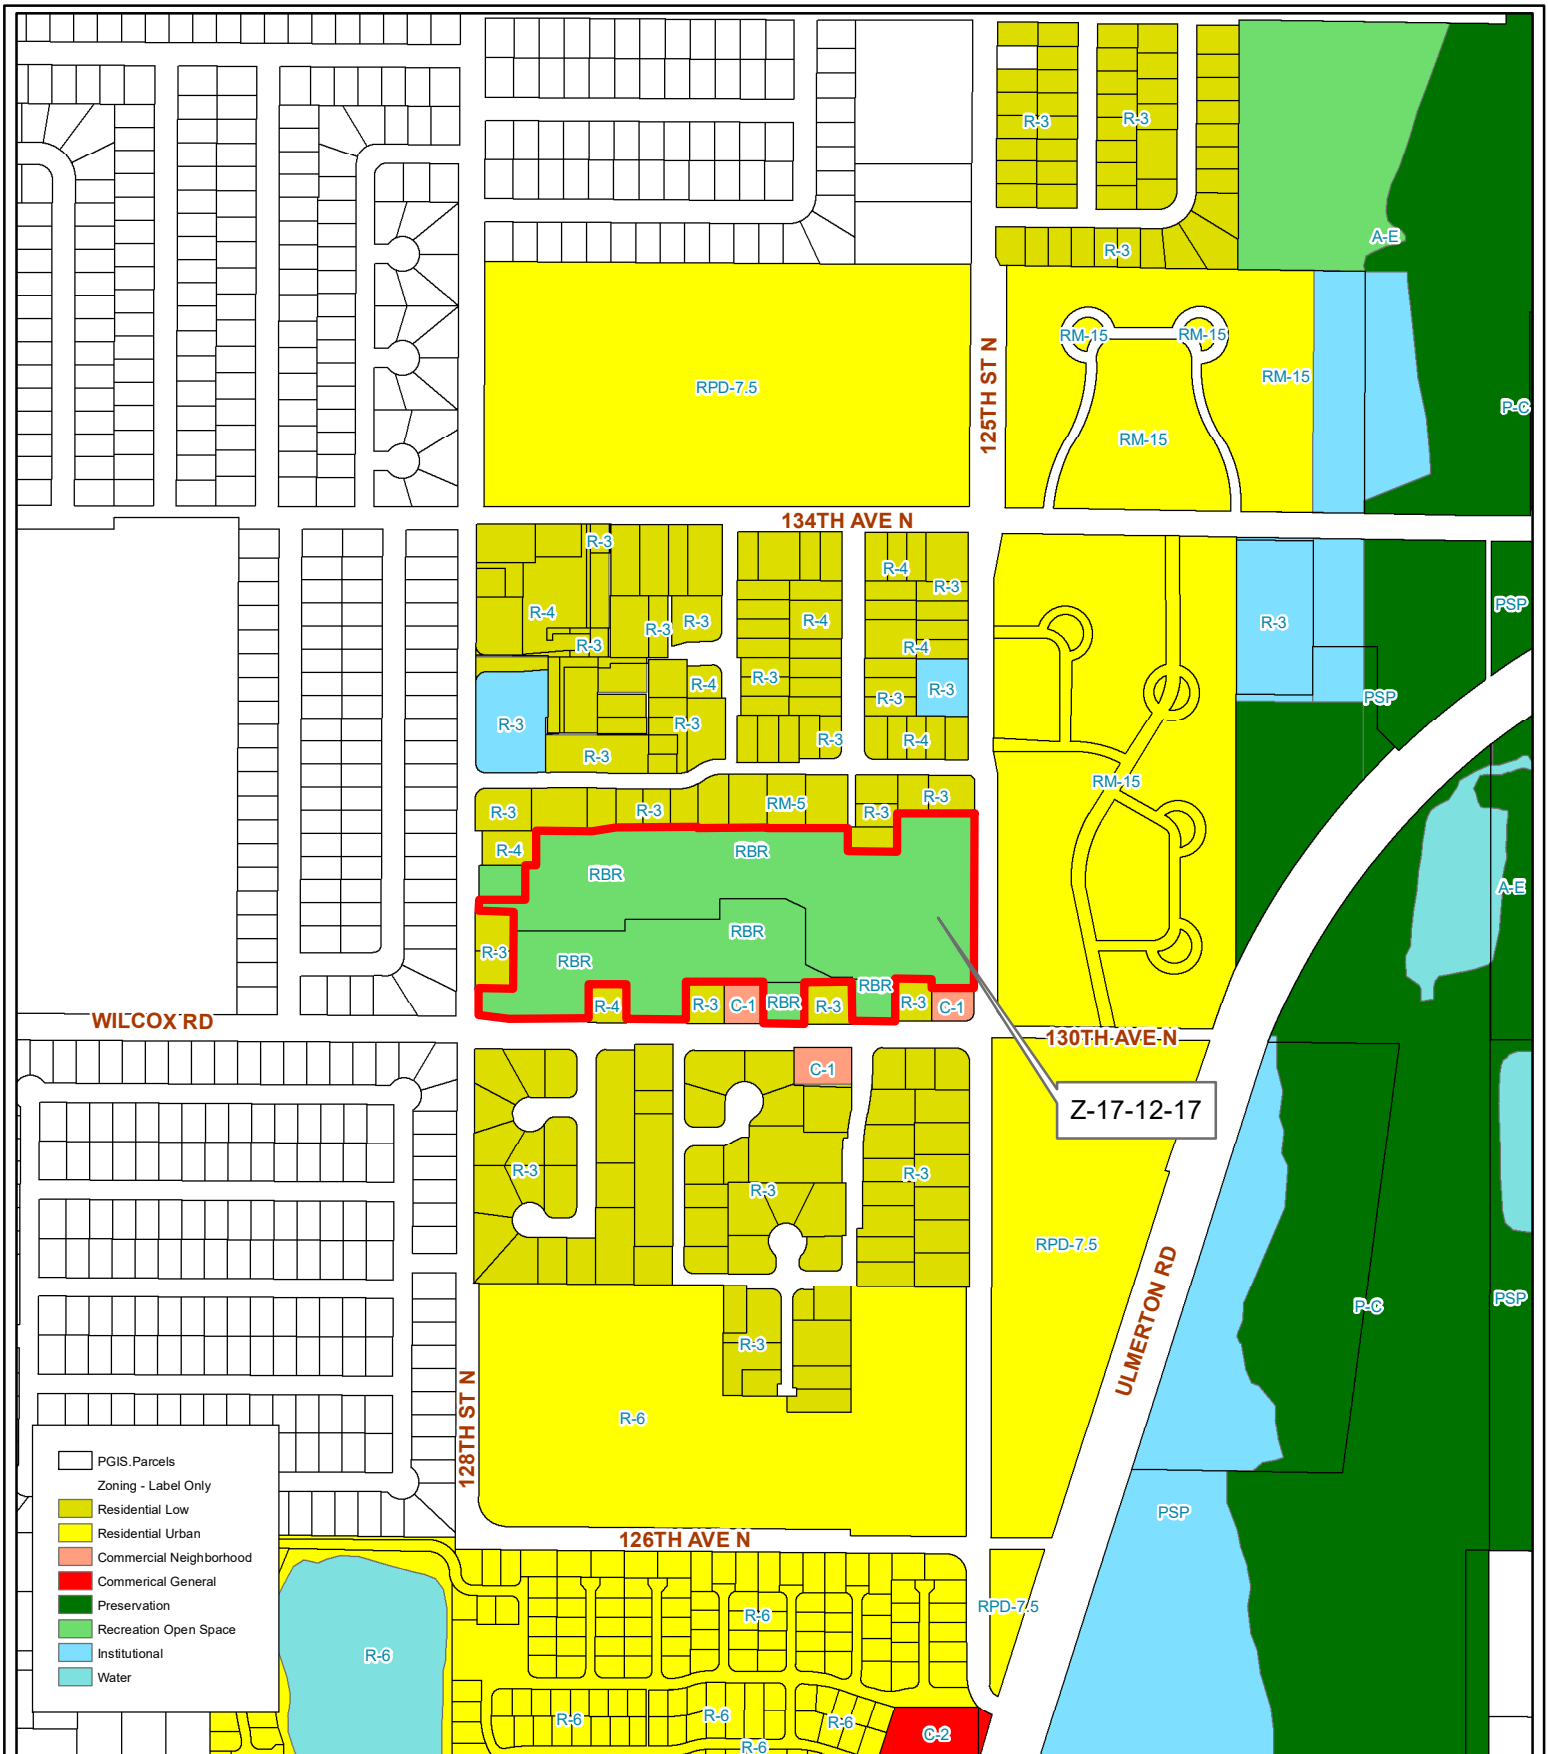 R-3
R-3
R-3
A-E
RM-15
RM-15
RPD-7.5
125TH ST N
RM-15
P-C
RM-15
134TH AVE N
R-3
R-4
R-3
PSP
R-4
R-3
R-3
R-4
R-3
R-3
R-4
R-3
R-4
R-3
R-3
R-3
PSP
R-3
R-3
R-3
R-4
R-3
RM-15
R-3
R-3
R-3
RM-5
R-3
R-4
RBR
RBR
A-E
RBR
R-3
RBR
RBR
R-4
R-3
C-1
RBR
R-3
R-3
C-1
WILCOX RD
130TH AVE N
C-1
Z-17-12-17
R-3
R-3
R-3
RPD-7.5
ULMERTON RD
P-C
PSP
R-3
128TH ST N
R-6
PGIS.Parcels
Zoning - Label Only
Residential Low
Residential Urban
Commercial Neighborhood
Commerical General
Preservation
Recreation Open Space
Institutional
Water
PSP
126TH AVE N
RPD-7.5
R-6
R-6
R-6
R-6
R-6
R-6
C-2